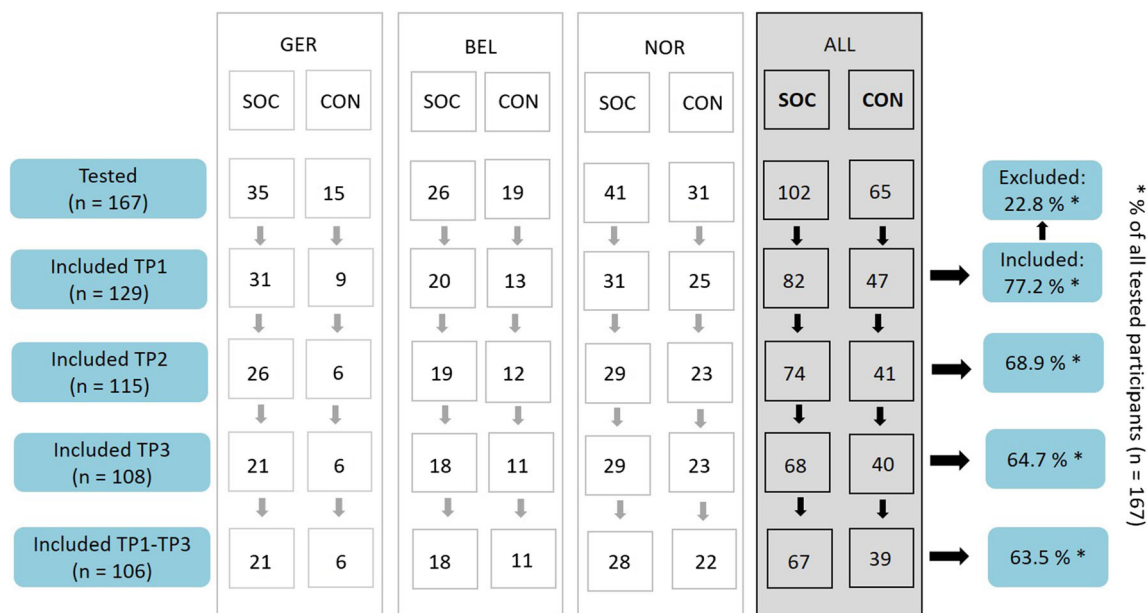 GER BEL NOR ALL
SOC CON SOC CON SOC CON SOC CON
Tested
(n = 167)
35 15 26 19 41 31 102 65
Excluded:
22.8 % *
Included TP1
(n = 129)
31 9 20 13 31 25 82 47
Included:
77.2 % *
Included TP2
(n = 115)
26 6 19 12 29 23 74 41
68.9 % *
Included TP3
(n = 108)
21 6 18 11 29 23 68 40
64.7 % *
Included TP1-TP3
(n = 106)
21 6 18 11 28 22 67 39
63.5 % *
* % of all tested participants (n = 167)